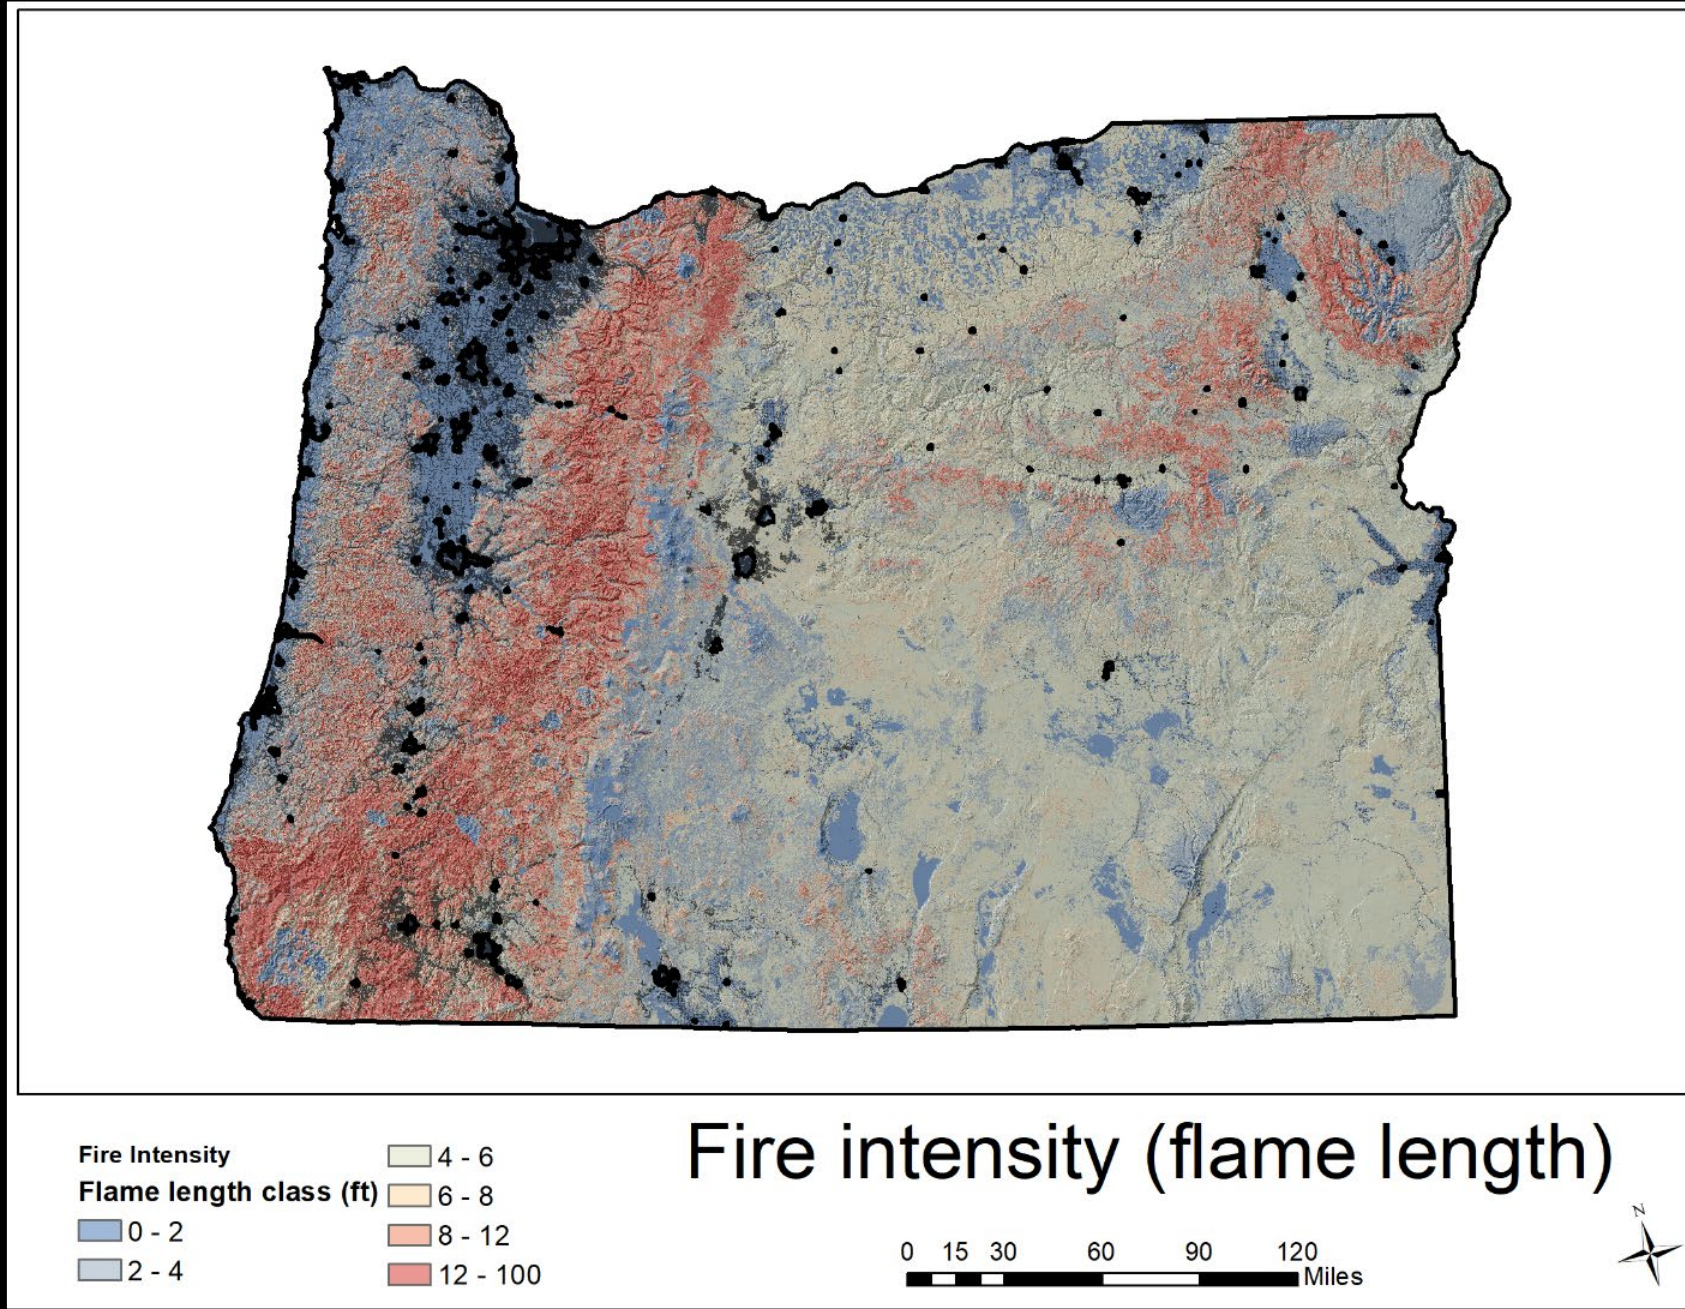 Fire Intensity
Flame length class (ft)
0 - 2
2 - 4
4 - 6
6 - 8
8 - 12
12 - 100
Fire intensity (flame length)
0 15 30 60 90 120
Miles
N